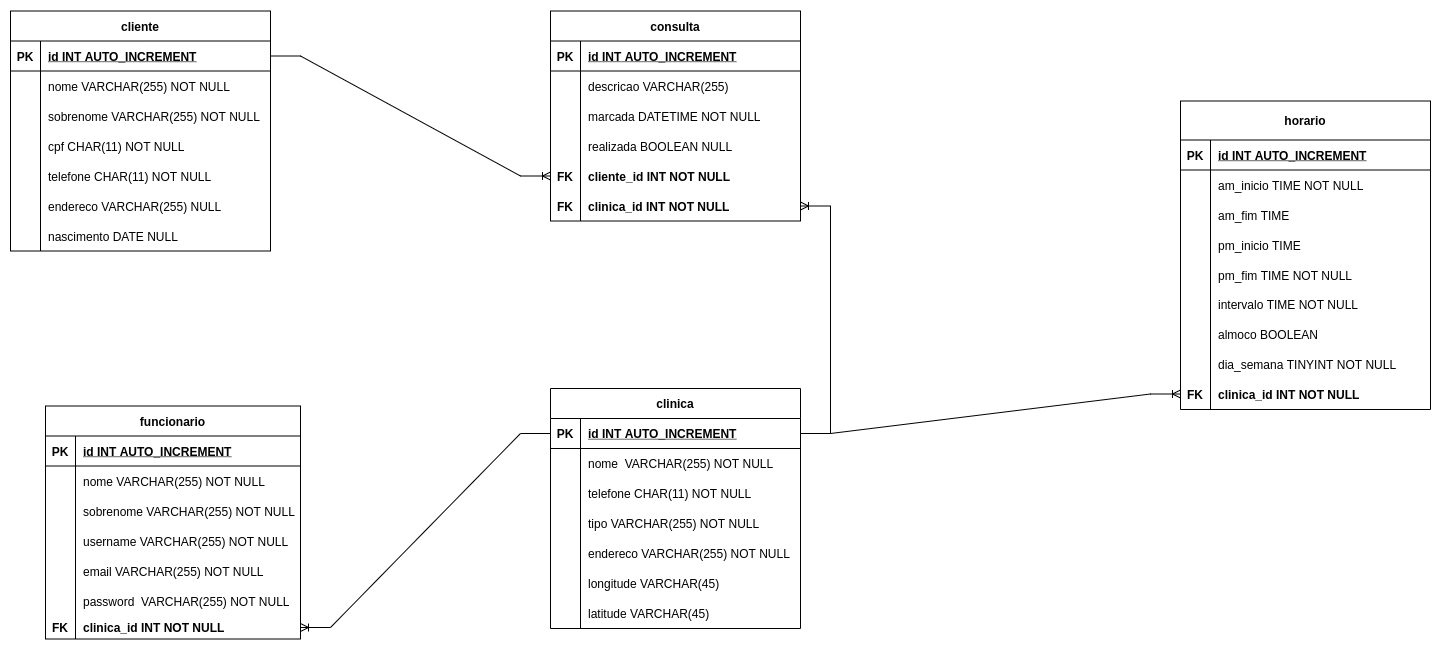 cliente
PK id INT AUTO_INCREMENT
nome VARCHAR(255) NOT NULL
sobrenome VARCHAR(255) NOT NULL
cpf CHAR(11) NOT NULL
telefone CHAR(11) NOT NULL
endereco VARCHAR(255) NULL
nascimento DATE NULL
consulta
PK id INT AUTO_INCREMENT
descricao VARCHAR(255)
marcada DATETIME NOT NULL
realizada BOOLEAN NULL
FK cliente_id INT NOT NULL
FK clinica_id INT NOT NULL
horario
PK id INT AUTO_INCREMENT
am_inicio TIME NOT NULL
am_fim TIME
pm_inicio TIME
pm_fim TIME NOT NULL
intervalo TIME NOT NULL
almoco BOOLEAN
dia_semana TINYINT NOT NULL
FK clinica_id INT NOT NULL
funcionario
PK id INT AUTO_INCREMENT
nome VARCHAR(255) NOT NULL
sobrenome VARCHAR(255) NOT NULL
username VARCHAR(255) NOT NULL
email VARCHAR(255) NOT NULL
password VARCHAR(255) NOT NULL
FK clinica_id INT NOT NULL
clinica
PK id INT AUTO_INCREMENT
nome VARCHAR(255) NOT NULL
telefone CHAR(11) NOT NULL
tipo VARCHAR(255) NOT NULL
endereco VARCHAR(255) NOT NULL
longitude VARCHAR(45)
latitude VARCHAR(45)